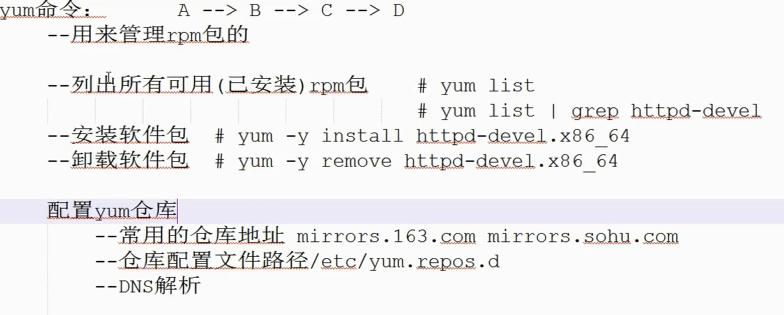 yum命令：    A --> B --> C --> D
--用来管理rpm包的
--列出所有可用(已安装)rpm包    # yum list
# yum list | grep httpd-devel
--安装软件包  # yum -y install httpd-devel.x86_64
--卸载软件包  # yum -y remove httpd-devel.x86_64
配置yum仓库
--常用的仓库地址 mirrors.163.com mirrors.sohu.com
--仓库配置文件路径/etc/yum.repos.d
--DNS解析